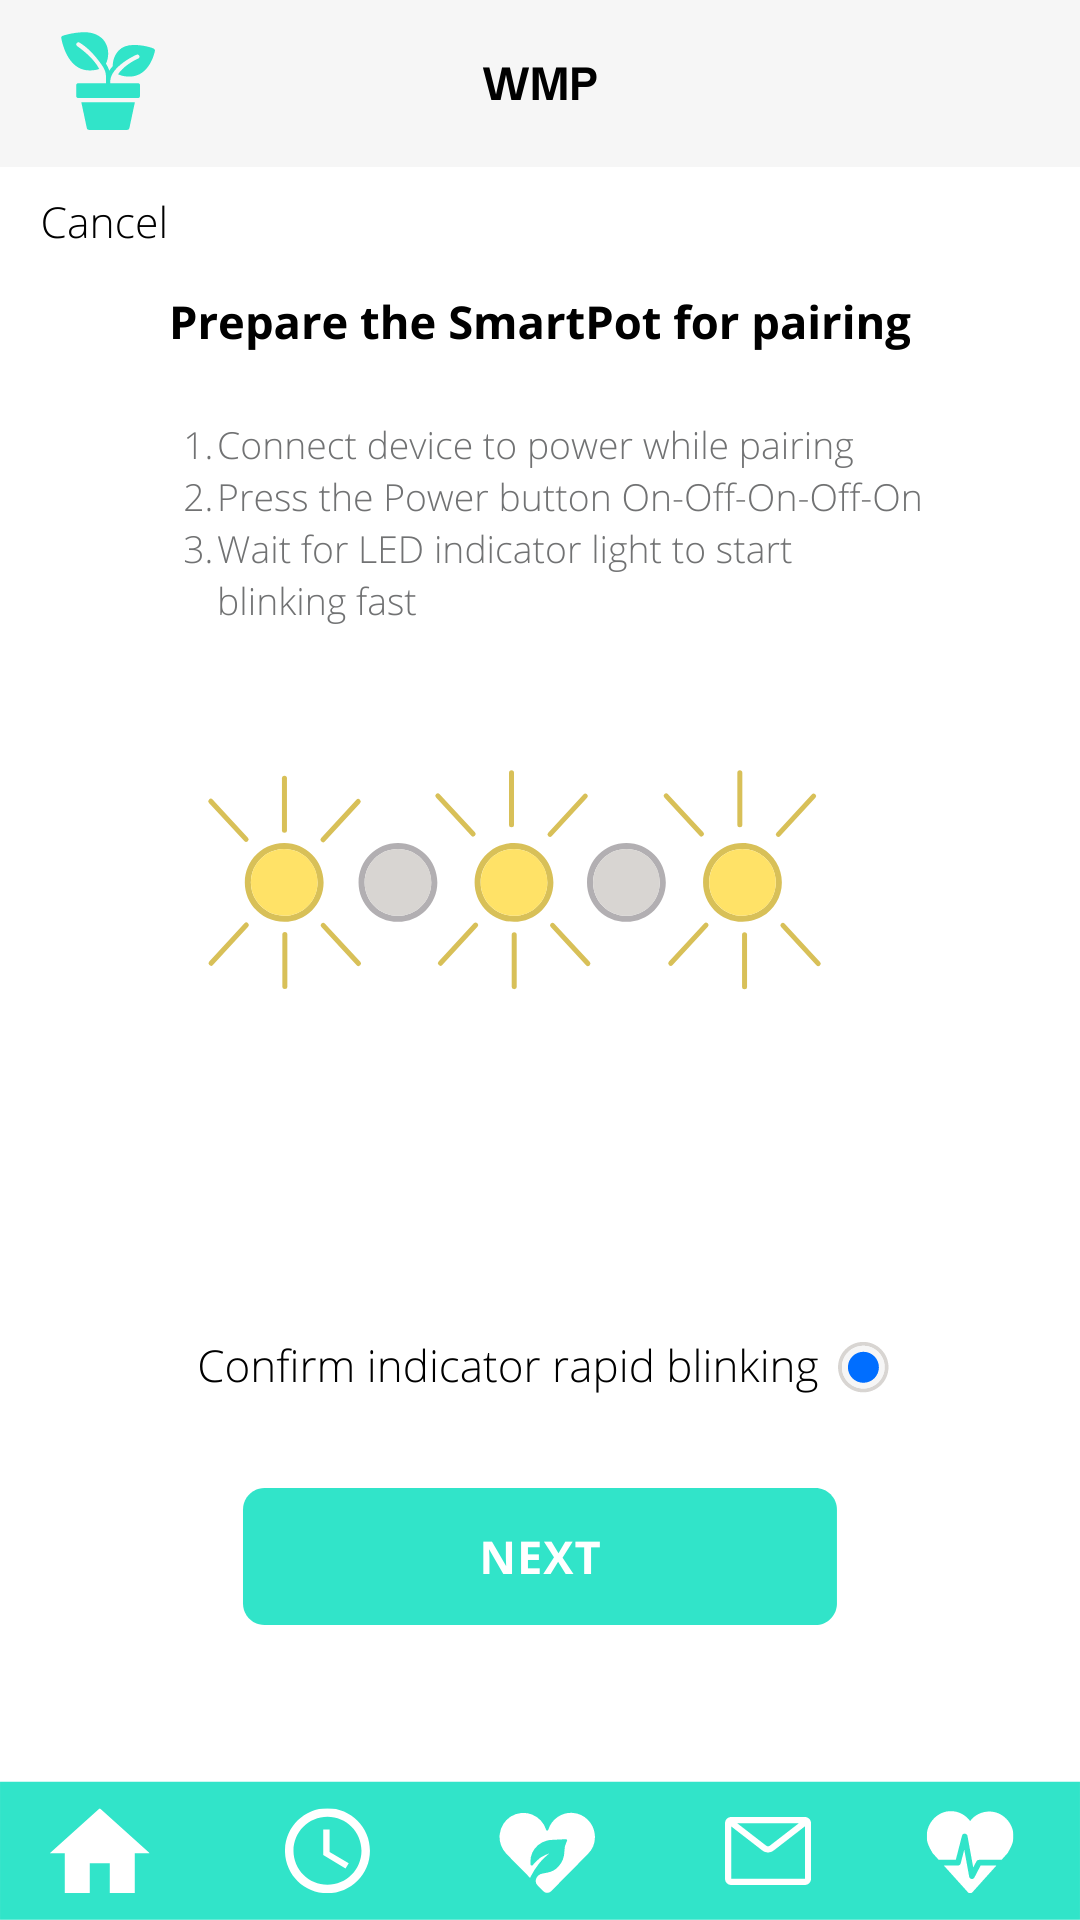 WMP
Cancel
Prepare the SmartPot for pairing
1. Connect device to power while pairing
2. Press the Power button On-Off-On-Off-On
3. Wait for LED indicator light to start
blinking fast
Confirm indicator rapid blinking
NEXT